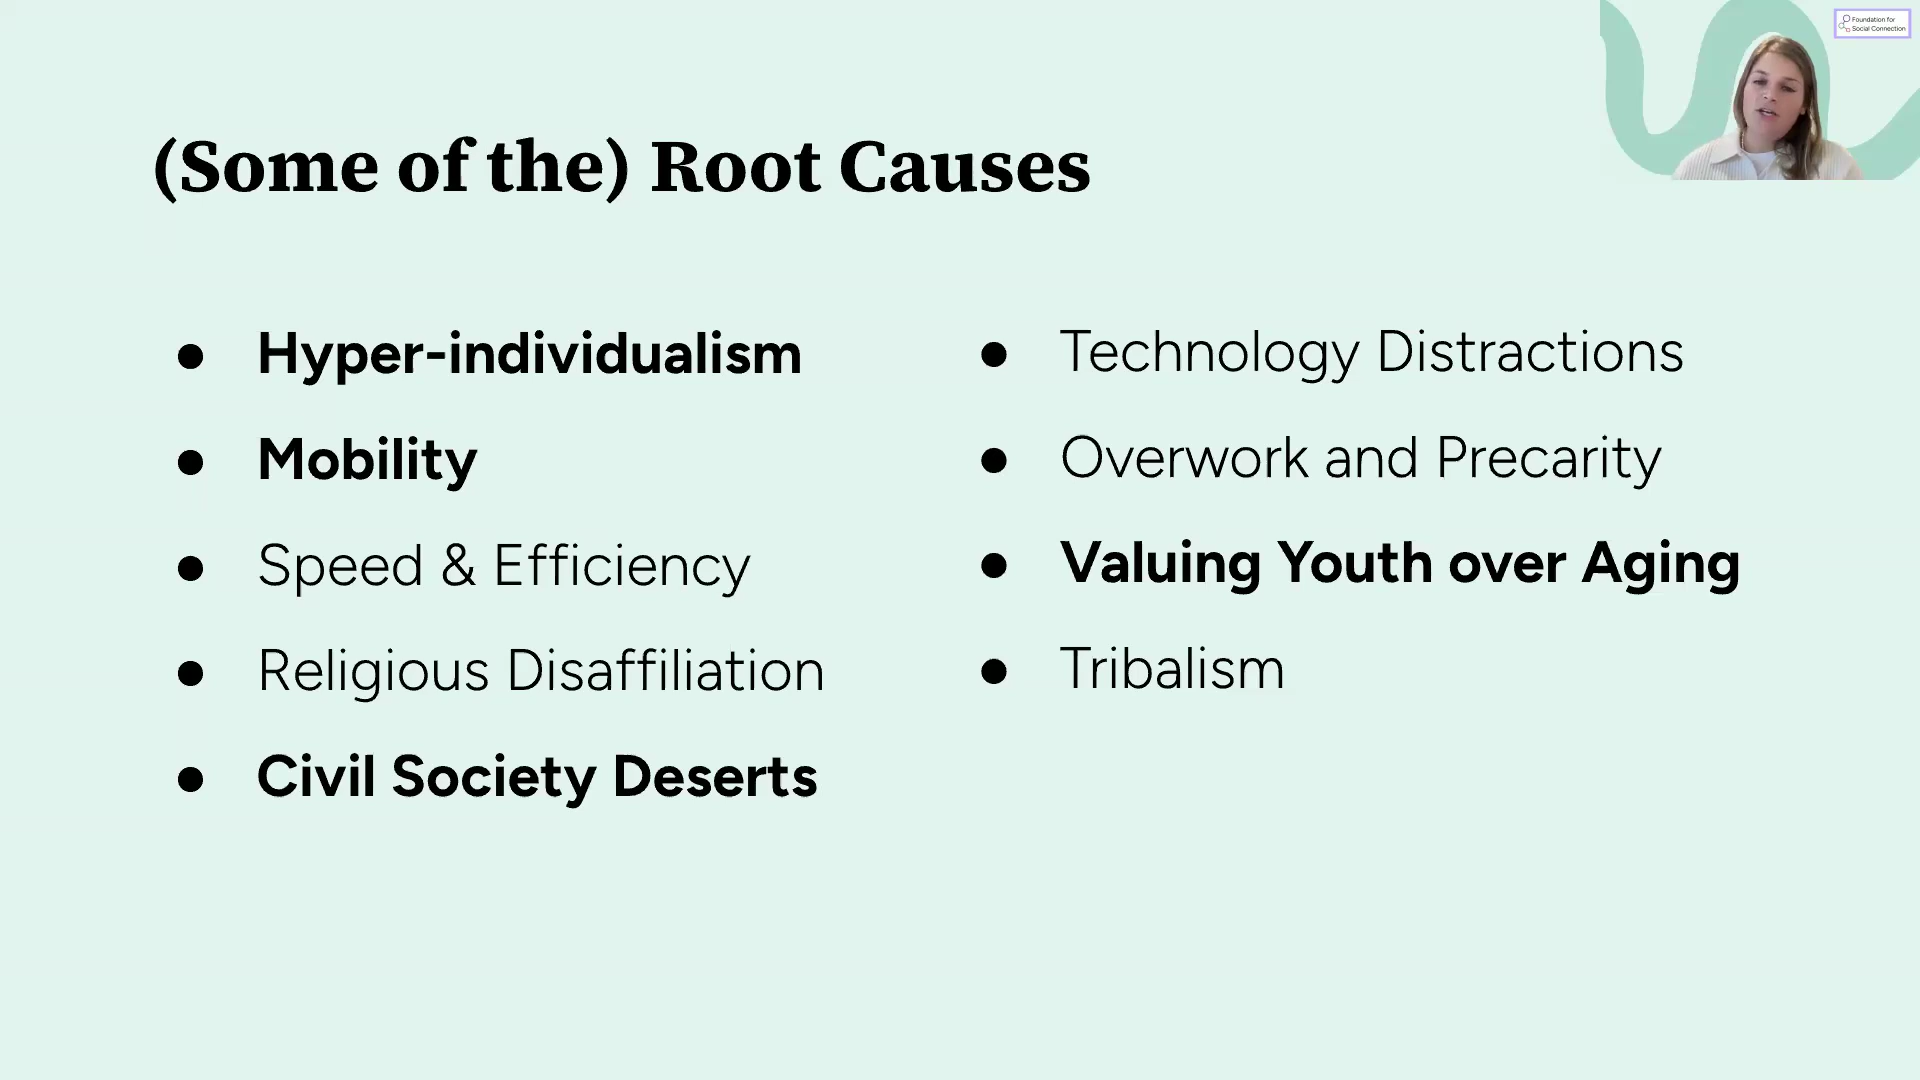 Foundation for
Social Connection
(Some of the) Root Causes
● Hyper-individualism
● Mobility
● Speed & Efficiency
● Religious Disaffiliation
● Civil Society Deserts
● Technology Distractions
● Overwork and Precarity
● Valuing Youth over Aging
● Tribalism